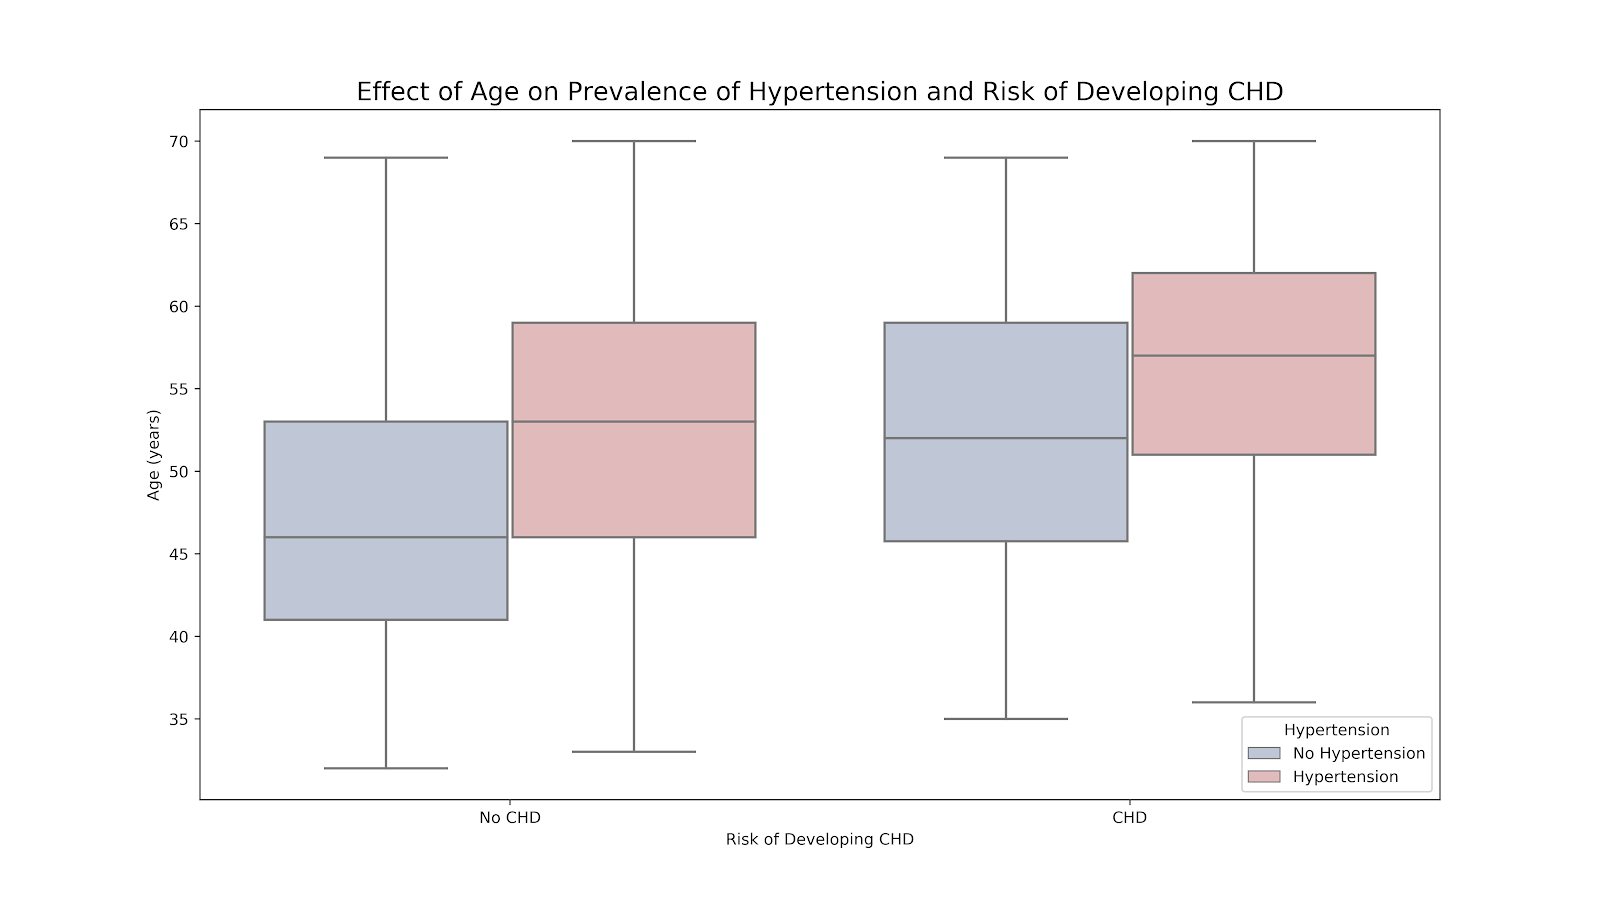 Effect of Age on Prevalence of Hypertension and Risk of Developing CHD
70
65
60
55
50
45
40
35
Age (years)
No CHD
CHD
Risk of Developing CHD
Hypertension
No Hypertension
Hypertension